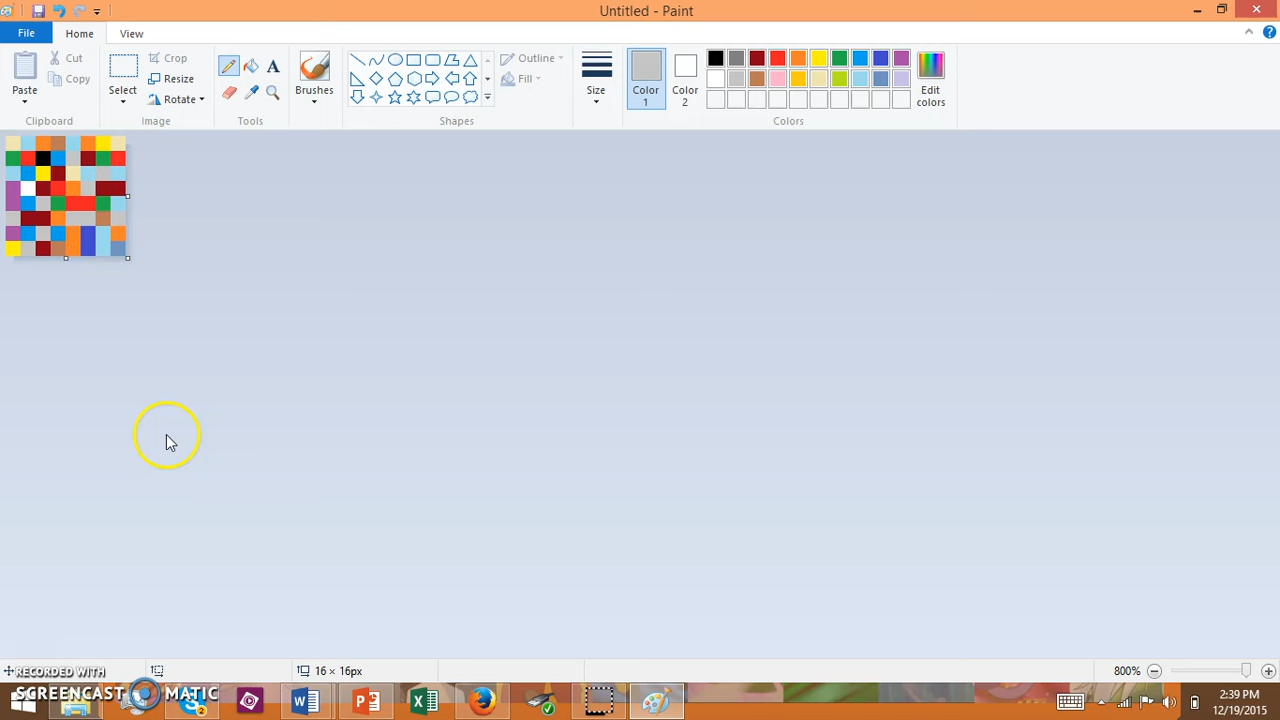 Untitled - Paint
File Home View
Paste
Cut
Copy
Clipboard
Select
Crop
Resize
Rotate
Image
A
Tools
Brushes
Outline
Fill
Shapes
Size
Color 1
Color 2
Edit colors
Colors
16 × 16px
800%
RECORDED WITH
SCREENCAST MATIC
2:39 PM
12/19/2015